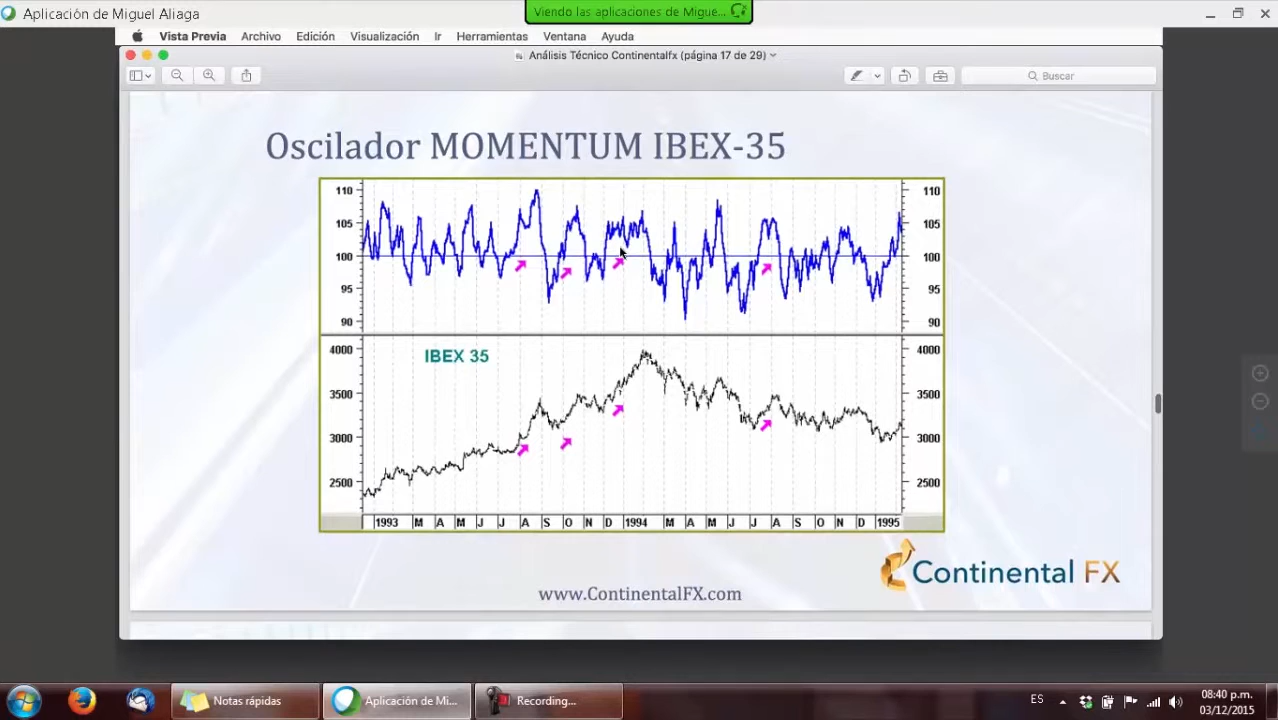 Aplicación de Miguel Aliaga
Viendo las aplicaciones de Migue...
Vista Previa Archivo Edición Visualización Ir Herramientas Ventana Ayuda
Análisis Técnico Continentalfx (página 17 de 29)
Buscar
Oscilador MOMENTUM IBEX-35
110 110
105 105
100 100
95 95
90 90
IBEX 35
4000 4000
3500 3500
3000 3000
2500 2500
1993 M A M J J A S O N D 1994 M A M J J A S O N D 1995
Continental FX
www.ContinentalFX.com
Notas rápidas
Aplicación de Mi...
Recording...
ES
08:40 p.m.
03/12/2015